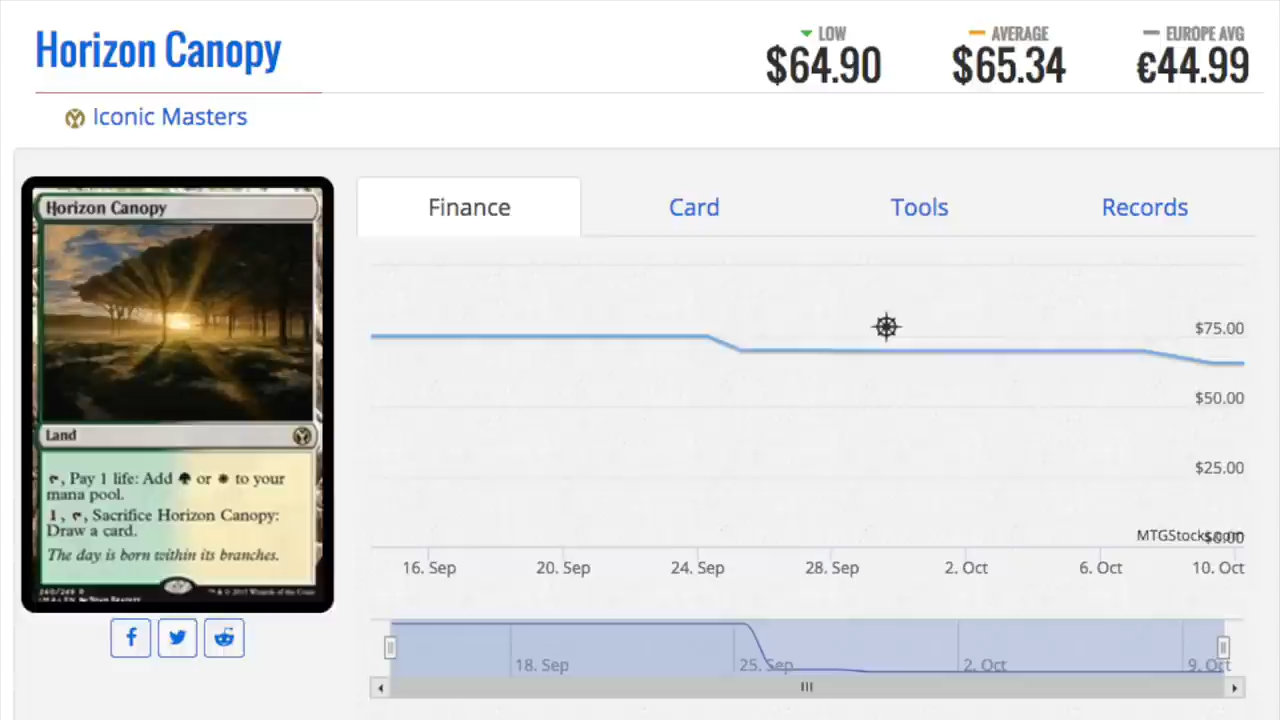 Horizon Canopy
LOW
$64.90
AVERAGE
$65.34
EUROPE AVG
€44.99
Iconic Masters
Horizon Canopy
Land
, Pay 1 life: Add or to your
mana pool.
1, , Sacrifice Horizon Canopy:
Draw a card.
The day is born within its branches.
Finance
Card
Tools
Records
$75.00
$50.00
$25.00
$0.00
MTGStocks.com
16. Sep
20. Sep
24. Sep
28. Sep
2. Oct
6. Oct
10. Oct
18. Sep
25. Sep
2. Oct
9. Oct